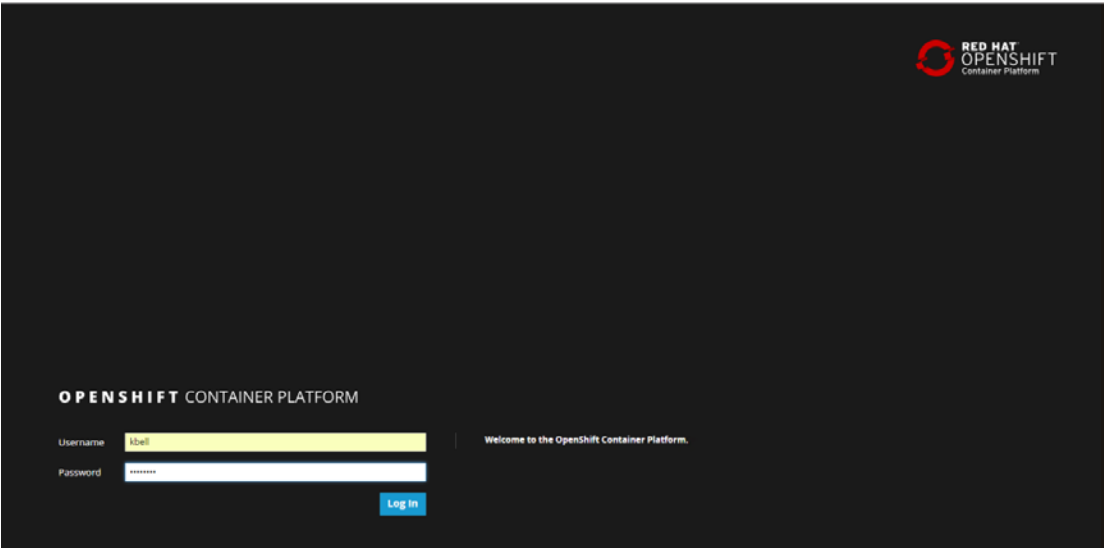 RED HAT
OPENSHIFT
Container Platform
OPENSHIFT CONTAINER PLATFORM
Username kbell
Welcome to the OpenShift Container Platform.
Password ••••••••
Log In